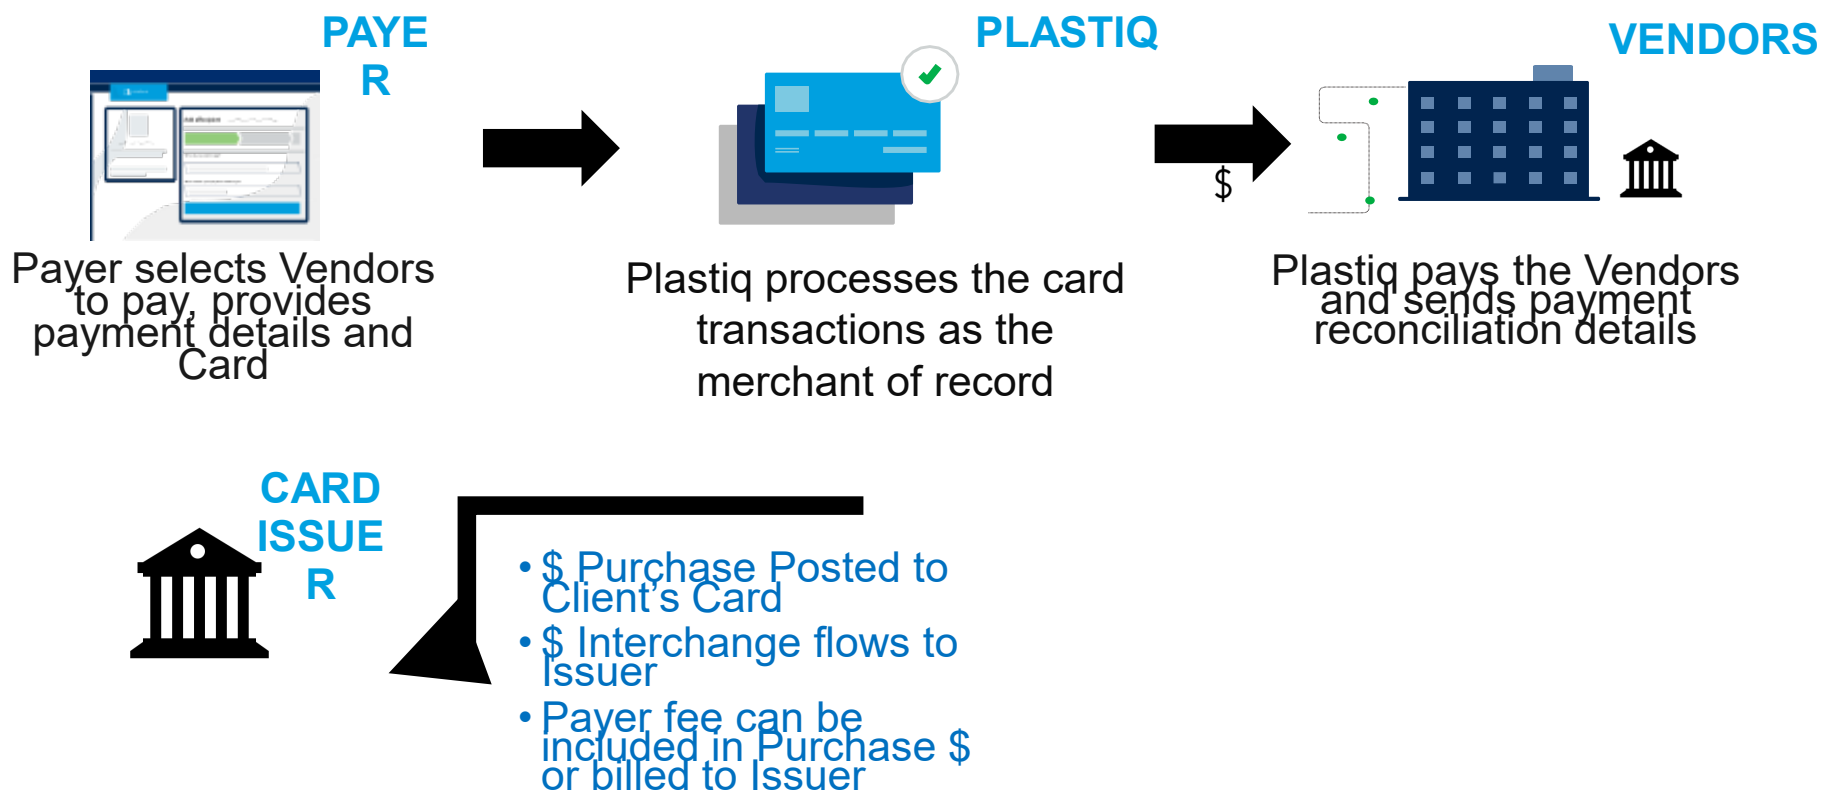 PAYE
R
PLASTIQ
VENDORS
$
Payer selects Vendors
to pay, provides
payment details and
Card
Plastiq processes the card
transactions as the
merchant of record
Plastiq pays the Vendors
and sends payment
reconciliation details
CARD
ISSUE
R
• $ Purchase Posted to
Client’s Card
• $ Interchange flows to
Issuer
• Payer fee can be
included in Purchase $
or billed to Issuer